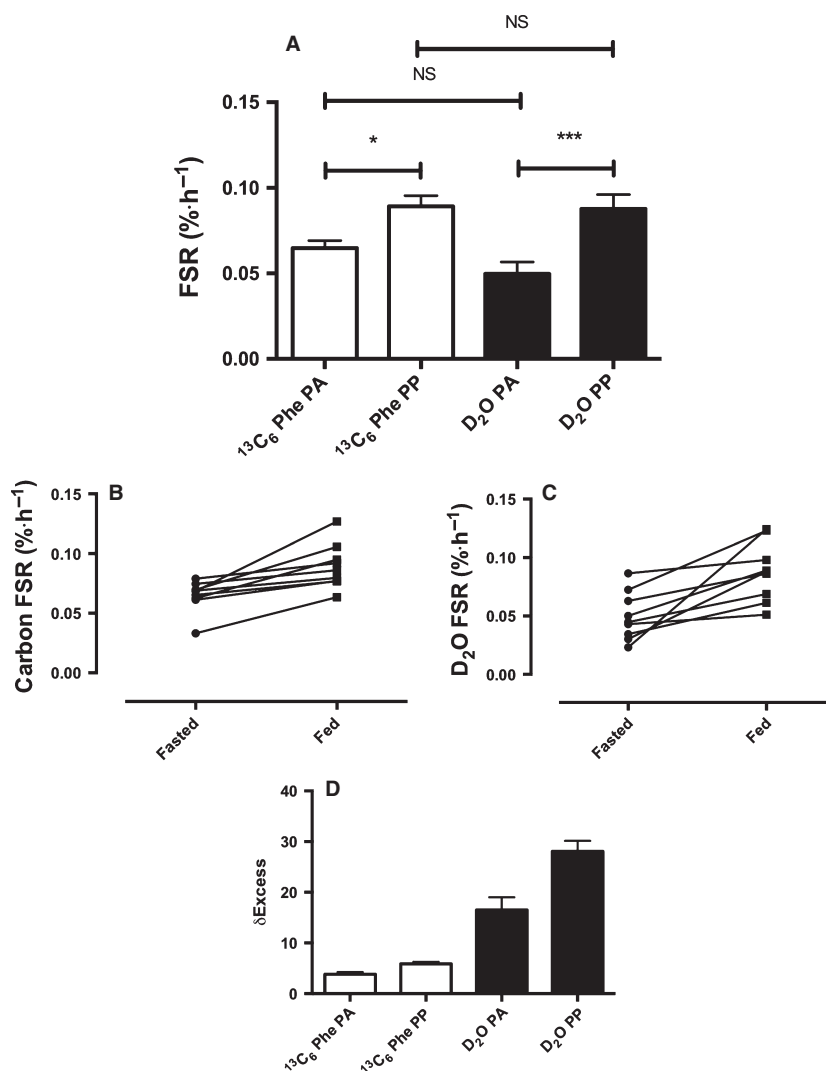 NS
A
NS
0.15
*
***
0.10
FSR (%·h⁻¹)
0.05
0.00
¹³C₆ Phe PA
¹³C₆ Phe PP
D₂O PA
D₂O PP
B
Carbon FSR (%·h⁻¹)
0.15
0.10
0.05
0.00
Fasted
Fed
C
D₂O FSR (%·h⁻¹)
0.15
0.10
0.05
0.00
Fasted
Fed
D
δExcess
40
30
20
10
0
¹³C₆ Phe PA
¹³C₆ Phe PP
D₂O PA
D₂O PP